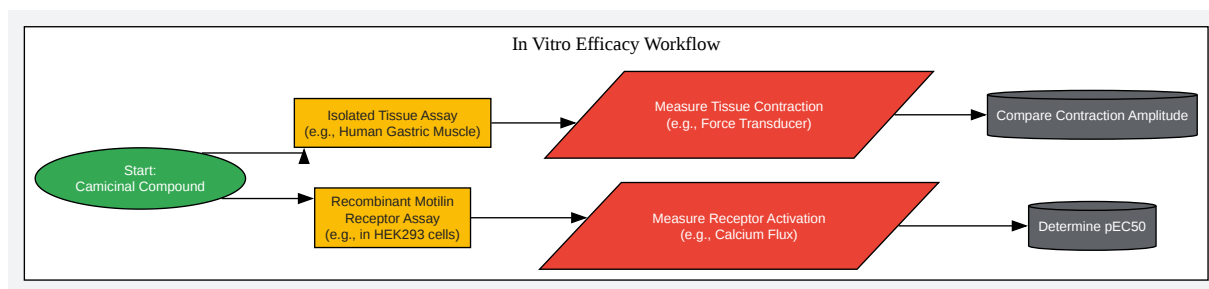 In Vitro Efficacy Workflow
Isolated Tissue Assay
(e.g., Human Gastric Muscle)
Measure Tissue Contraction
(e.g., Force Transducer)
Compare Contraction Amplitude
Start:
Camicinal Compound
Recombinant Motilin
Receptor Assay
(e.g., in HEK293 cells)
Measure Receptor Activation
(e.g., Calcium Flux)
Determine pEC50